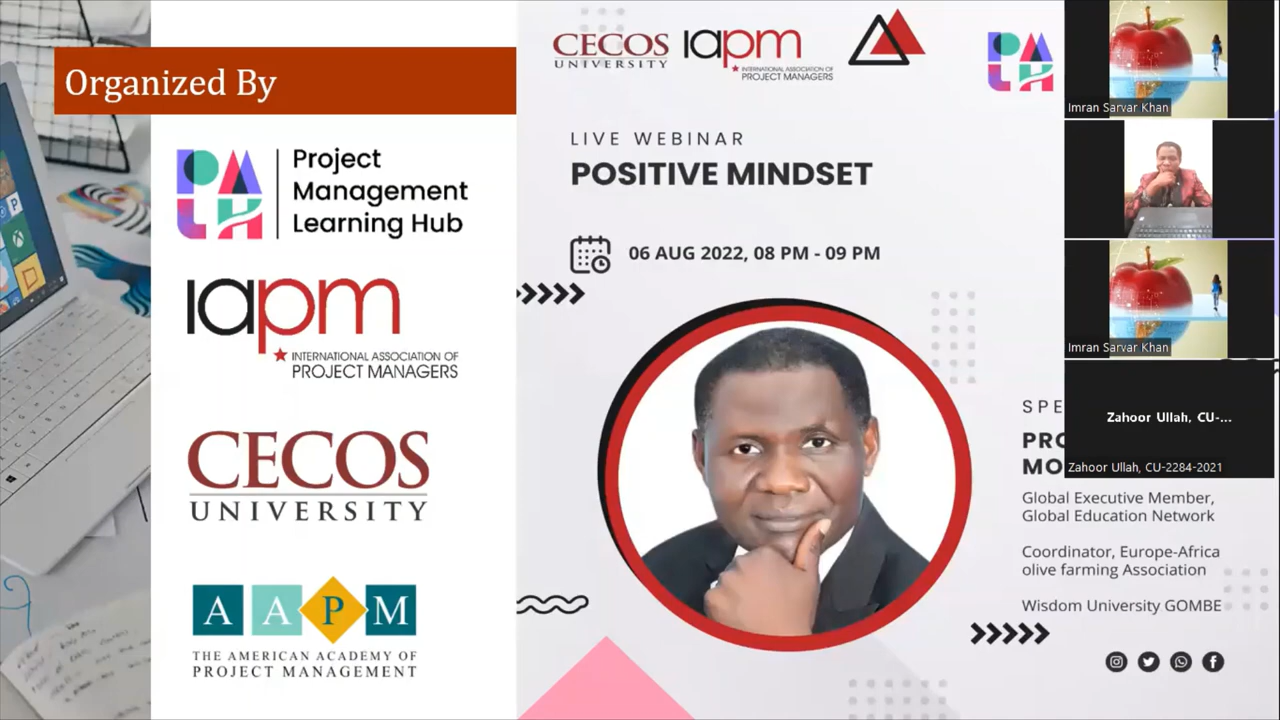 Organized By
Project
Management
Learning Hub
iapm
INTERNATIONAL ASSOCIATION OF
PROJECT MANAGERS
CECOS
UNIVERSITY
A A P M
THE AMERICAN ACADEMY OF
PROJECT MANAGEMENT
CECOS
UNIVERSITY
iapm
INTERNATIONAL ASSOCIATION OF
PROJECT MANAGERS
PMLH
LIVE WEBINAR
POSITIVE MINDSET
06 AUG 2022, 08 PM - 09 PM
SPE
PRO
MO
Global Executive Member,
Global Education Network
Coordinator, Europe-Africa
olive farming Association
Wisdom University GOMBE
Imran Sarvar Khan
Imran Sarvar Khan
Zahoor Ullah, CU-...
Zahoor Ullah, CU-2284-2021